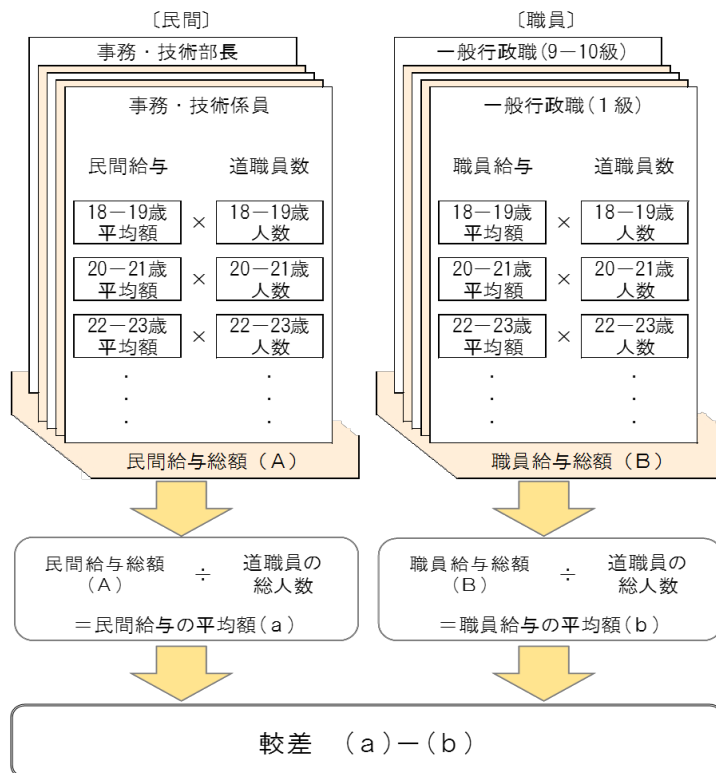 〔民間〕
事務・技術部長
事務・技術係員
民間給与 道職員数
18－19歳 平均額 × 18－19歳 人数
20－21歳 平均額 × 20－21歳 人数
22－23歳 平均額 × 22－23歳 人数
・ ・
・ ・
・ ・
民間給与総額（A）
〔職員〕
一般行政職(9－10級)
一般行政職(1級)
職員給与 道職員数
18－19歳 平均額 × 18－19歳 人数
20－21歳 平均額 × 20－21歳 人数
22－23歳 平均額 × 22－23歳 人数
・ ・
・ ・
・ ・
職員給与総額（B）
民間給与総額（A） ÷ 道職員の総人数
＝民間給与の平均額(a)
職員給与総額（B） ÷ 道職員の総人数
＝職員給与の平均額(b)
較差 （a)－(b)